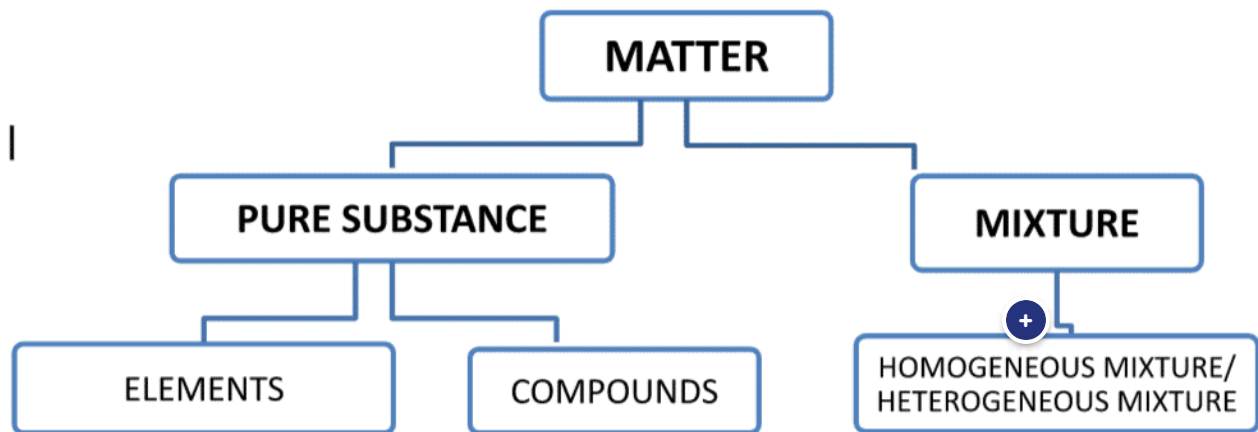 MATTER
PURE SUBSTANCE
MIXTURE
+
ELEMENTS
COMPOUNDS
HOMOGENEOUS MIXTURE/
HETEROGENEOUS MIXTURE